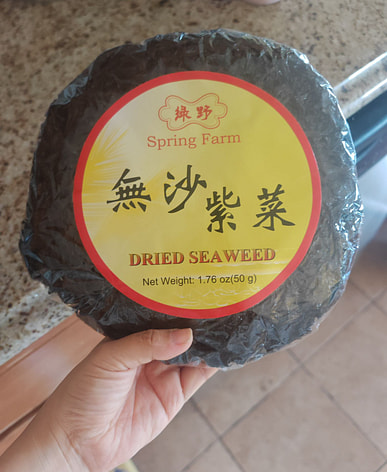 綠野
Spring Farm
無沙紫菜
DRIED SEAWEED
Net Weight: 1.76 oz(50 g)